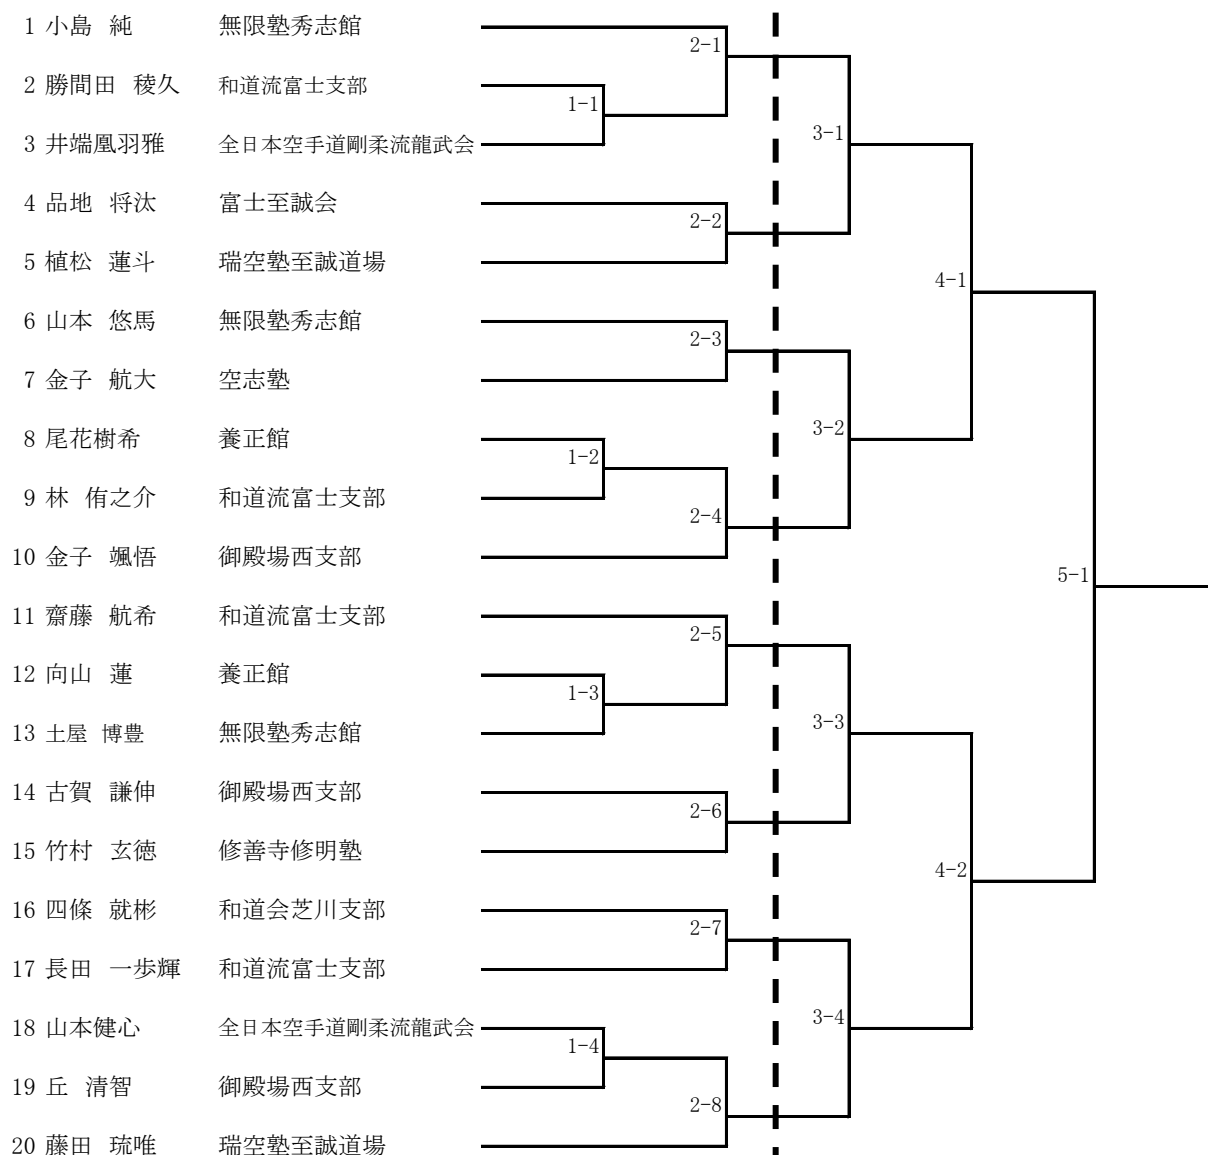 1 小島 純 無限塾秀志館
2 勝間田 稜久 和道流富士支部
3 井端凰羽雅 全日本空手道剛柔流龍武会
4 品地 将汰 富士至誠会
5 植松 蓮斗 瑞空塾至誠道場
6 山本 悠馬 無限塾秀志館
7 金子 航大 空志塾
8 尾花樹希 養正館
9 林 侑之介 和道流富士支部
10 金子 颯悟 御殿場西支部
11 齋藤 航希 和道流富士支部
12 向山 蓮 養正館
13 土屋 博豊 無限塾秀志館
14 古賀 謙伸 御殿場西支部
15 竹村 玄徳 修善寺修明塾
16 四條 就彬 和道会芝川支部
17 長田 一歩輝 和道流富士支部
18 山本健心 全日本空手道剛柔流龍武会
19 丘 清智 御殿場西支部
20 藤田 琉唯 瑞空塾至誠道場
1-1
1-2
1-3
1-4
2-1
2-2
2-3
2-4
2-5
2-6
2-7
2-8
3-1
3-2
3-3
3-4
4-1
4-2
5-1